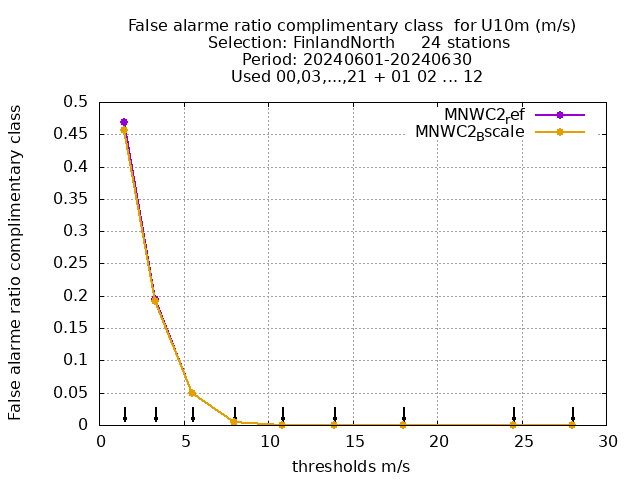 False alarme ratio complimentary class  for U10m (m/s)
Selection: FinlandNorth     24 stations
Period: 20240601-20240630
Used 00,03,...,21 + 01 02 ... 12
False alarme ratio complimentary class
0.5
0.45
0.4
0.35
0.3
0.25
0.2
0.15
0.1
0.05
0
MNWC2ref
MNWC2Bscale
0 5 10 15 20 25 30
thresholds m/s